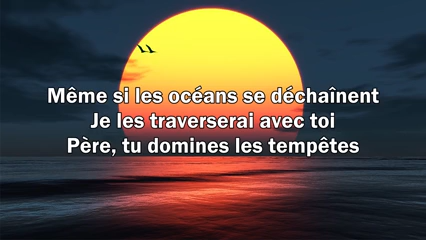 Même si les océans se déchaînent
Je les traverserai avec toi
Père, tu domines les tempêtes